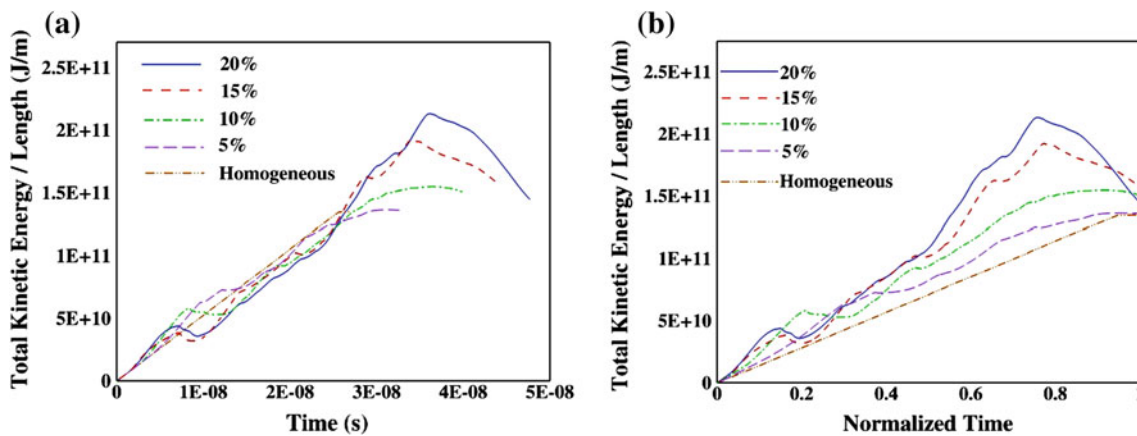 (a)
Total Kinetic Energy / Length (J/m)
2.5E+11
2E+11
1.5E+11
1E+11
5E+10
0
20%
15%
10%
5%
Homogeneous
0
1E-08
2E-08
3E-08
4E-08
5E-08
Time (s)
(b)
Total Kinetic Energy / Length (J/m)
2.5E+11
2E+11
1.5E+11
1E+11
5E+10
0
20%
15%
10%
5%
Homogeneous
0
0.2
0.4
0.6
0.8
Normalized Time